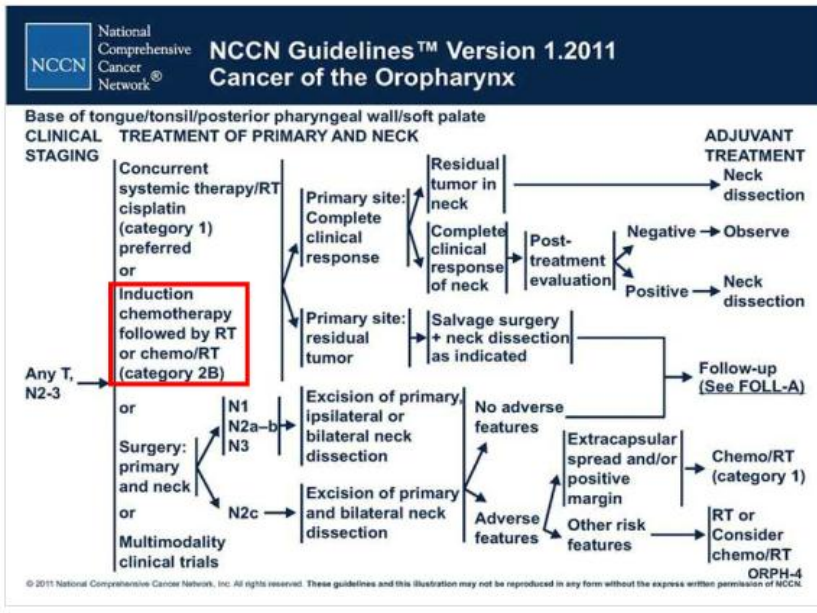 NCCN
National
Comprehensive
Cancer
Network®
NCCN Guidelines™ Version 1.2011
Cancer of the Oropharynx
Base of tongue/tonsil/posterior pharyngeal wall/soft palate
CLINICAL
STAGING
TREATMENT OF PRIMARY AND NECK
ADJUVANT
TREATMENT
Any T,
N2-3
Concurrent
systemic therapy/RT
cisplatin
(category 1)
preferred
or
Induction
chemotherapy
followed by RT
or chemo/RT
(category 2B)
or
Surgery:
primary
and neck
or
Multimodality
clinical trials
Primary site:
Complete
clinical
response
Residual
tumor in
neck
Neck
dissection
Complete
clinical
response
of neck
Post-
treatment
evaluation
Negative
Observe
Positive
Neck
dissection
Primary site:
residual
tumor
Salvage surgery
+ neck dissection
as indicated
Follow-up
(See FOLL-A)
N1
N2a–b
N3
Excision of primary,
ipsilateral or
bilateral neck
dissection
N2c
Excision of primary
and bilateral neck
dissection
No adverse
features
Adverse
features
Extracapsular
spread and/or
positive
margin
Chemo/RT
(category 1)
Other risk
features
RT or
Consider
chemo/RT
ORPH-4
© 2011 National Comprehensive Cancer Network, Inc. All rights reserved. These guidelines and this illustration may not be reproduced in any form without the express written permission of NCCN.